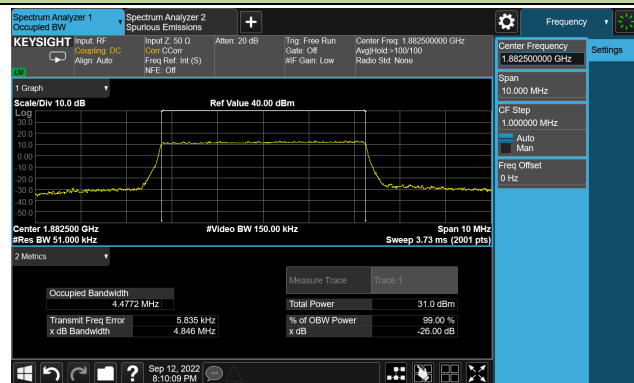 Spectrum Analyzer 1
Occupied BW
Spectrum Analyzer 2
Spurious Emissions
Frequency
KEYSIGHT
Input: RF
Coupling: DC
Align: Auto
Input Z: 50 Ω
Corr CCorr
Freq Ref: Int (S)
NFE: Off
Atten: 20 dB
Trig: Free Run
Gate: Off
#IF Gain: Low
Center Freq: 1.882500000 GHz
Avg|Hold:>100/100
Radio Std: None
Center Frequency
1.882500000 GHz
Settings
Span
10.000 MHz
CF Step
1.000000 MHz
Auto
Man
Freq Offset
0 Hz
1 Graph
Scale/Div 10.0 dB
Ref Value 40.00 dBm
Log
30.0
20.0
10.0
0.00
-10.0
-20.0
-30.0
-40.0
-50.0
Center 1.882500 GHz
#Video BW 150.00 kHz
Span 10 MHz
#Res BW 51.000 kHz
Sweep 3.73 ms (2001 pts)
2 Metrics
Measure Trace
Trace 1
Occupied Bandwidth
4.4772 MHz
Total Power
31.0 dBm
Transmit Freq Error
5.835 kHz
% of OBW Power
99.00 %
x dB Bandwidth
4.846 MHz
x dB
-26.00 dB
?
Sep 12, 2022
8:10:09 PM